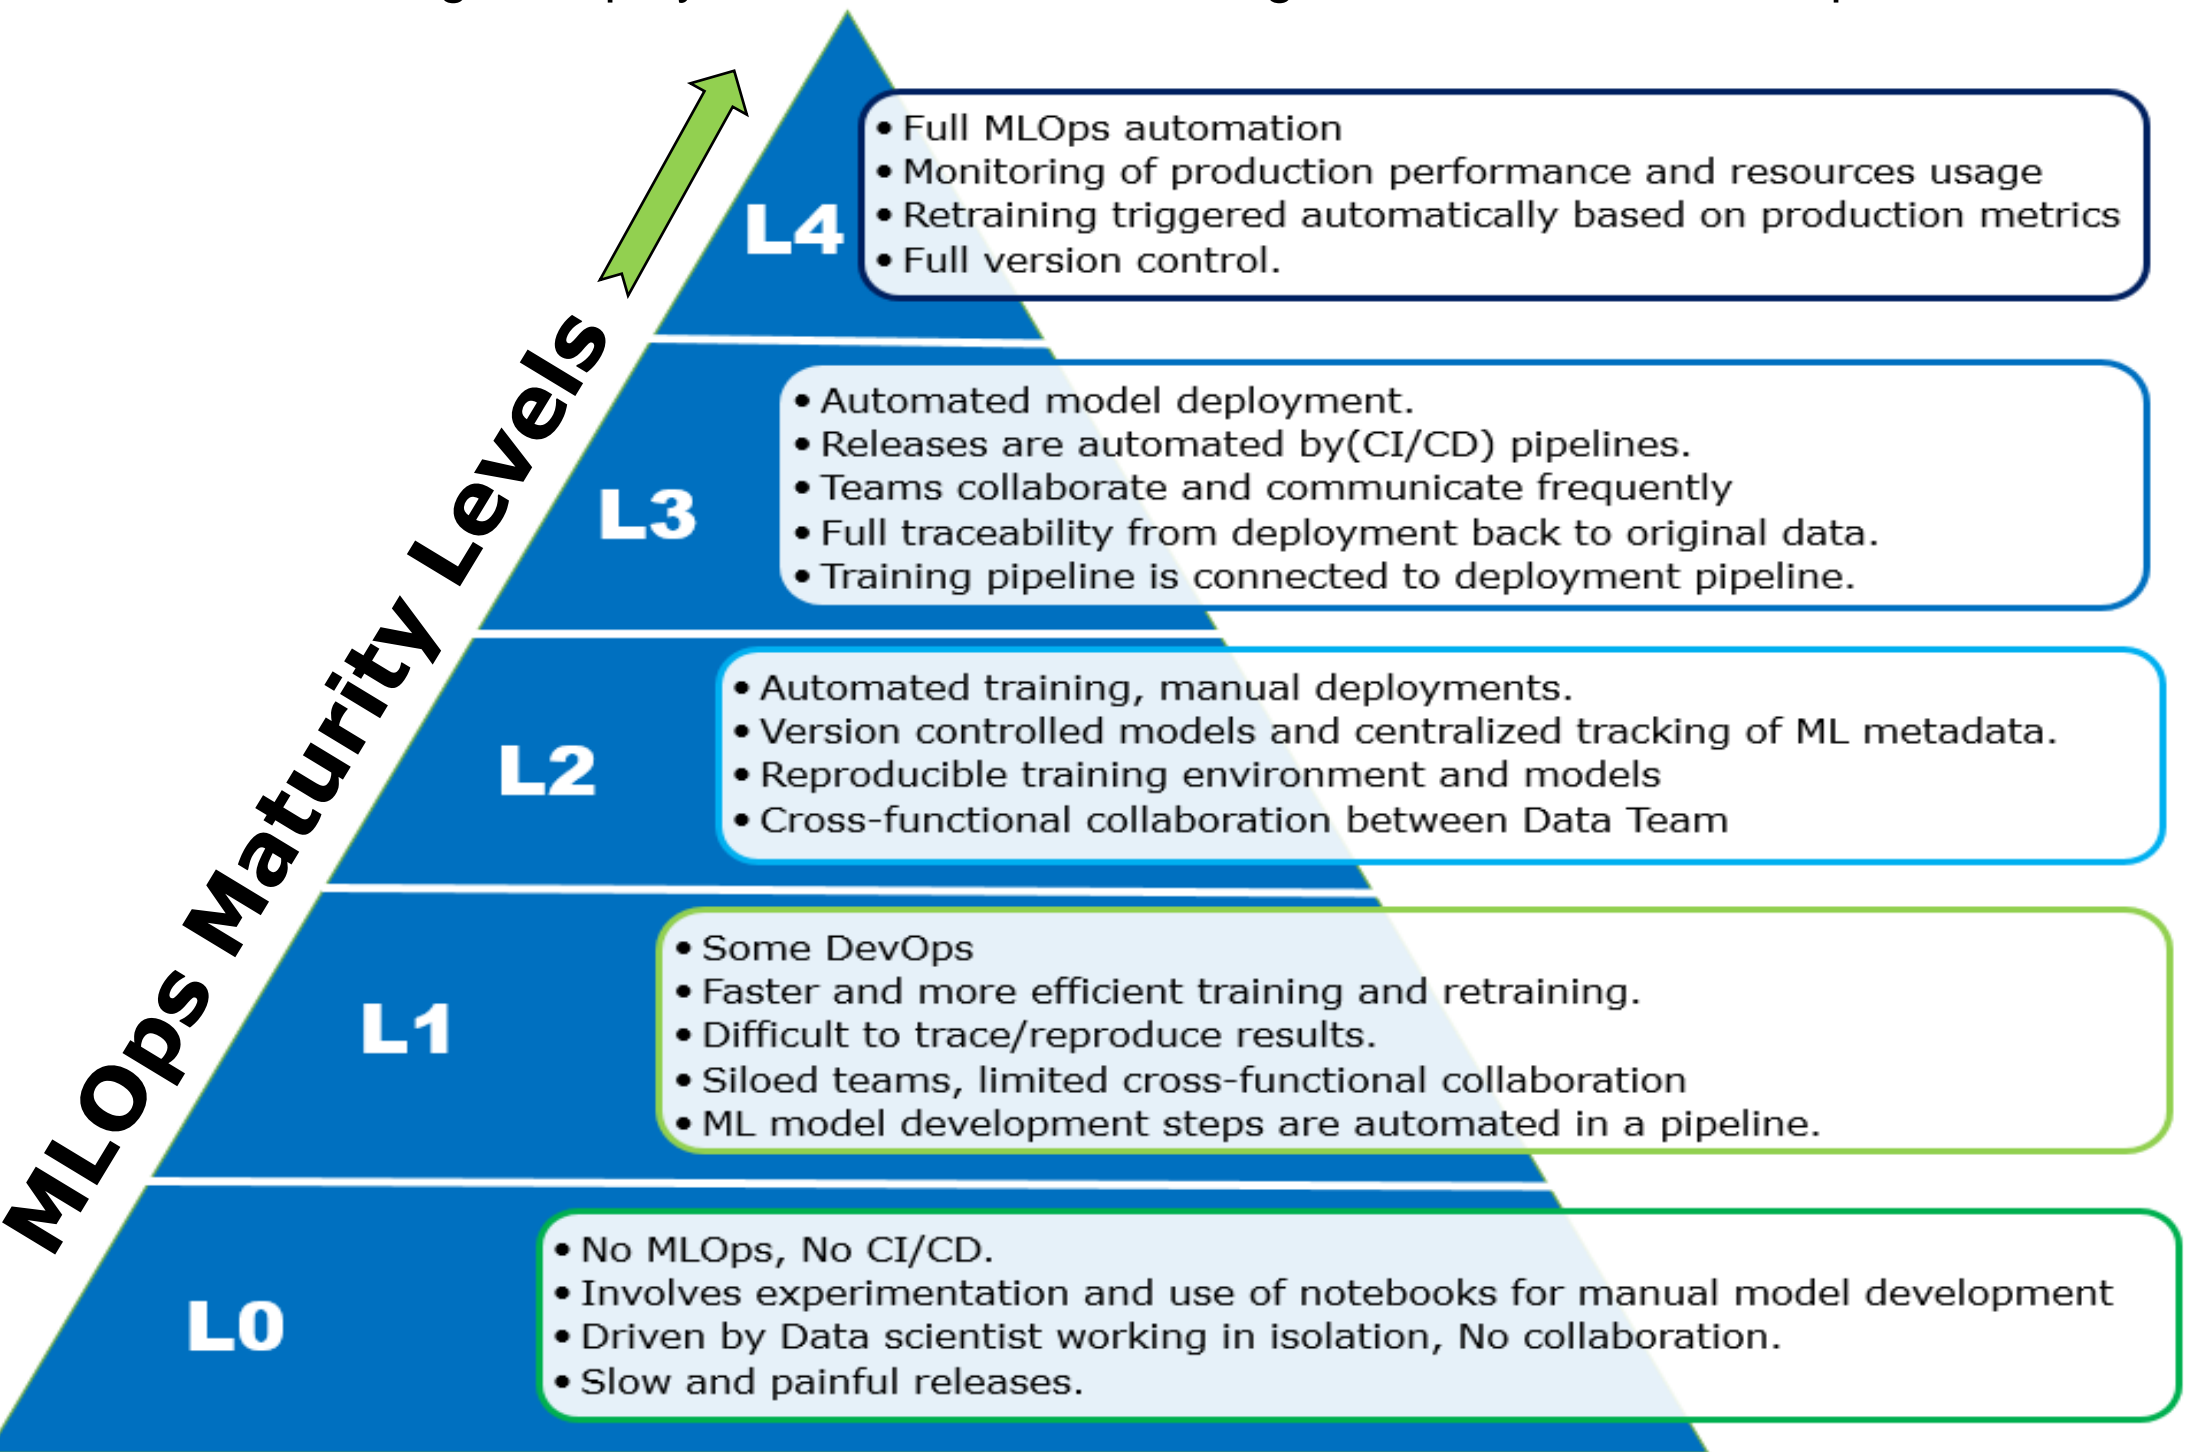 L4
• Full MLOps automation
• Monitoring of production performance and resources usage
• Retraining triggered automatically based on production metrics
• Full version control.
L3
• Automated model deployment.
• Releases are automated by(CI/CD) pipelines.
• Teams collaborate and communicate frequently
• Full traceability from deployment back to original data.
• Training pipeline is connected to deployment pipeline.
MLOps Maturity Levels
L2
• Automated training, manual deployments.
• Version controlled models and centralized tracking of ML metadata.
• Reproducible training environment and models
• Cross-functional collaboration between Data Team
L1
• Some DevOps
• Faster and more efficient training and retraining.
• Difficult to trace/reproduce results.
• Siloed teams, limited cross-functional collaboration
• ML model development steps are automated in a pipeline.
L0
• No MLOps, No CI/CD.
• Involves experimentation and use of notebooks for manual model development
• Driven by Data scientist working in isolation, No collaboration.
• Slow and painful releases.